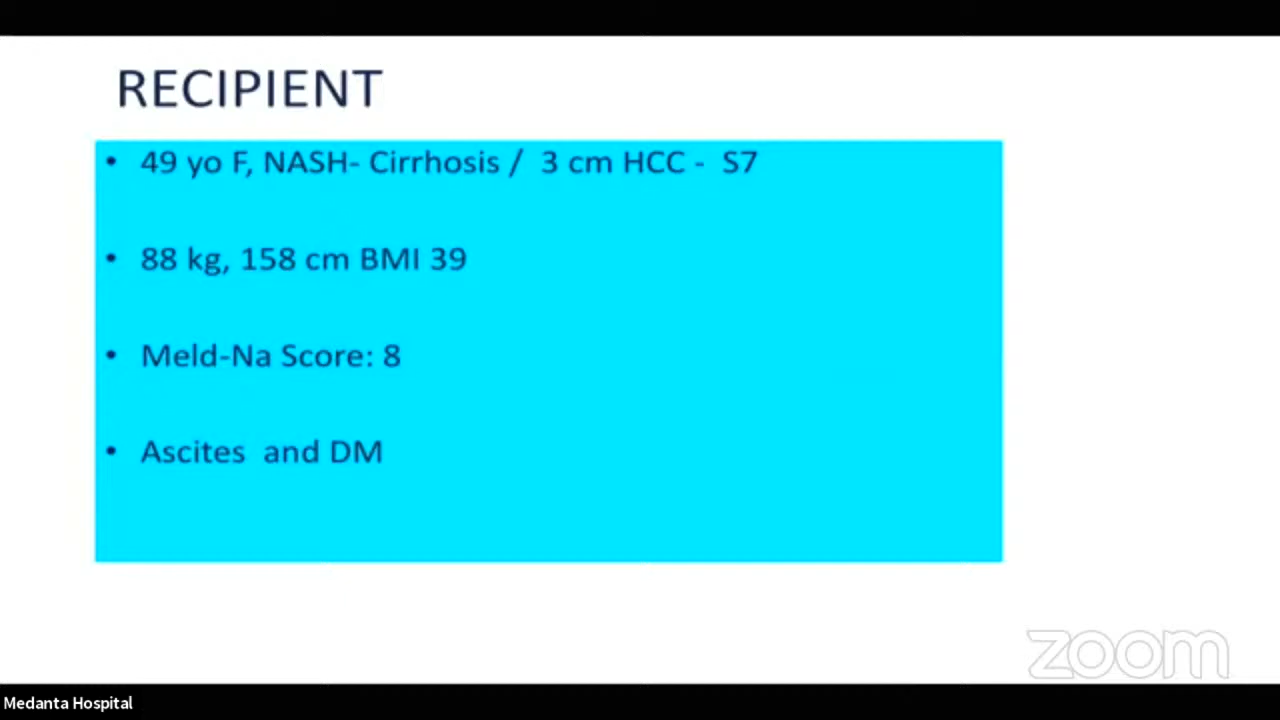 RECIPIENT
• 49 yo F, NASH- Cirrhosis / 3 cm HCC - S7
• 88 kg, 158 cm BMI 39
• Meld-Na Score: 8
• Ascites and DM
zoom
Medanta Hospital